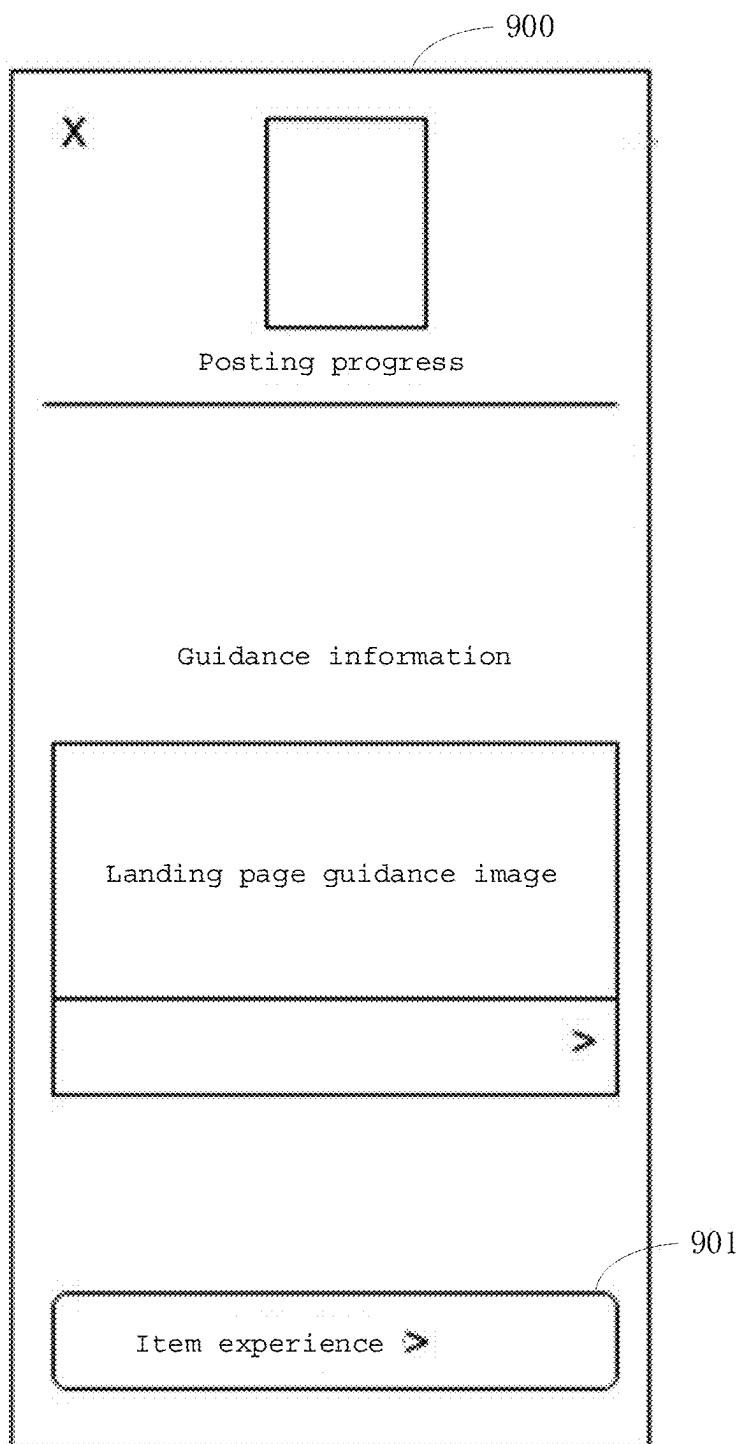 900
X
Posting progress
Guidance information
Landing page guidance image
>
901
Item experience >